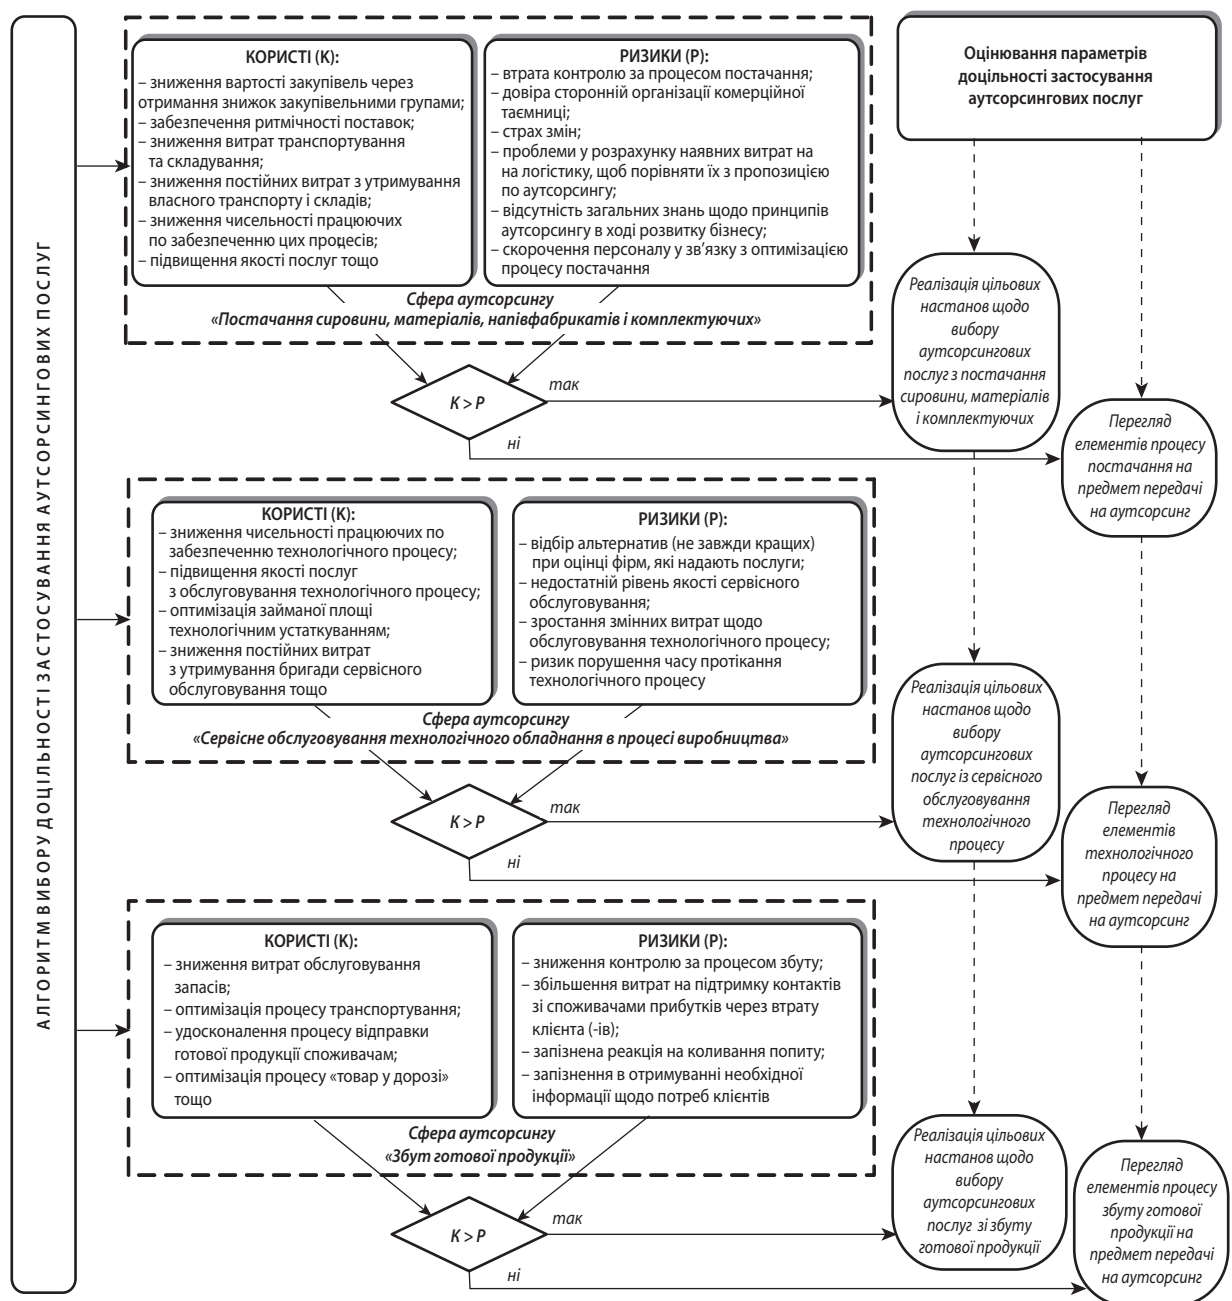 АЛГОРИТМ ВИБОРУ ДОЦІЛЬНОСТІ ЗАСТОСУВАННЯ АУТСОРСИНГОВИХ ПОСЛУГ
КОРИСТІ (К):
– зниження вартості закупівель через
отримання знижок закупівельними групами;
– забезпечення ритмічності поставок;
– зниження витрат транспортування
та складування;
– зниження постійних витрат з утримування
власного транспорту і складів;
– зниження чисельності працюючих
по забезпеченню цих процесів;
– підвищення якості послуг тощо
РИЗИКИ (Р):
– втрата контролю за процесом постачання;
– довіра сторонній організації комерційної
таємниці;
– страх змін;
– проблеми у розрахунку наявних витрат на
на логістику, щоб порівняти їх з пропозицією
по аутсорсингу;
– відсутність загальних знань щодо принципів
аутсорсингу в ході розвитку бізнесу;
– скорочення персоналу у зв’язку з оптимізацією
процесу постачання
Сфера аутсорсингу
«Постачання сировини, матеріалів, напівфабрикатів і комплектуючих»
Оцінювання параметрів
доцільності застосування
аутсорсингових послуг
К > Р
так
ні
Реалізація цільових
настанов щодо
вибору
аутсорсингових
послуг з постачання
сировини, матеріалів
і комплектуючих
Перегляд
елементів процесу
постачання на
предмет передачі
на аутсорсинг
КОРИСТІ (К):
– зниження чисельності працюючих по
забезпеченню технологічного процесу;
– підвищення якості послуг
з обслуговування технологічного процесу;
– оптимізація займаної площі
технологічним устаткуванням;
– зниження постійних витрат
з утримування бригади сервісного
обслуговування тощо
РИЗИКИ (Р):
– відбір альтернатив (не завжди кращих)
при оцінці фірм, які надають послуги;
– недостатній рівень якості сервісного
обслуговування;
– зростання змінних витрат щодо
обслуговування технологічного процесу;
– ризик порушення часу протікання
технологічного процесу
Сфера аутсорсингу
«Сервісне обслуговування технологічного обладнання в процесі виробництва»
К > Р
так
ні
Реалізація цільових
настанов щодо
вибору
аутсорсингових
послуг із сервісного
обслуговування
технологічного
процесу
Перегляд
елементів
технологічного
процесу на
предмет передачі
на аутсорсинг
КОРИСТІ (К):
– зниження витрат обслуговування
запасів;
– оптимізація процесу транспортування;
– удосконалення процесу відправки
готової продукції споживачам;
– оптимізація процесу «товар у дорозі»
тощо
РИЗИКИ (Р):
– зниження контролю за процесом збуту;
– збільшення витрат на підтримку контактів
зі споживачами прибутків через втрату
клієнта (-ів);
– запізнена реакція на коливання попиту;
– запізнення в отримуванні необхідної
інформації щодо потреб клієнтів
Сфера аутсорсингу
«Збут готової продукції»
К > Р
так
ні
Реалізація цільових
настанов щодо
вибору
аутсорсингових
послуг зі збуту
готової продукції
Перегляд
елементів процесу
збуту готової
продукції на
предмет передачі
на аутсорсинг